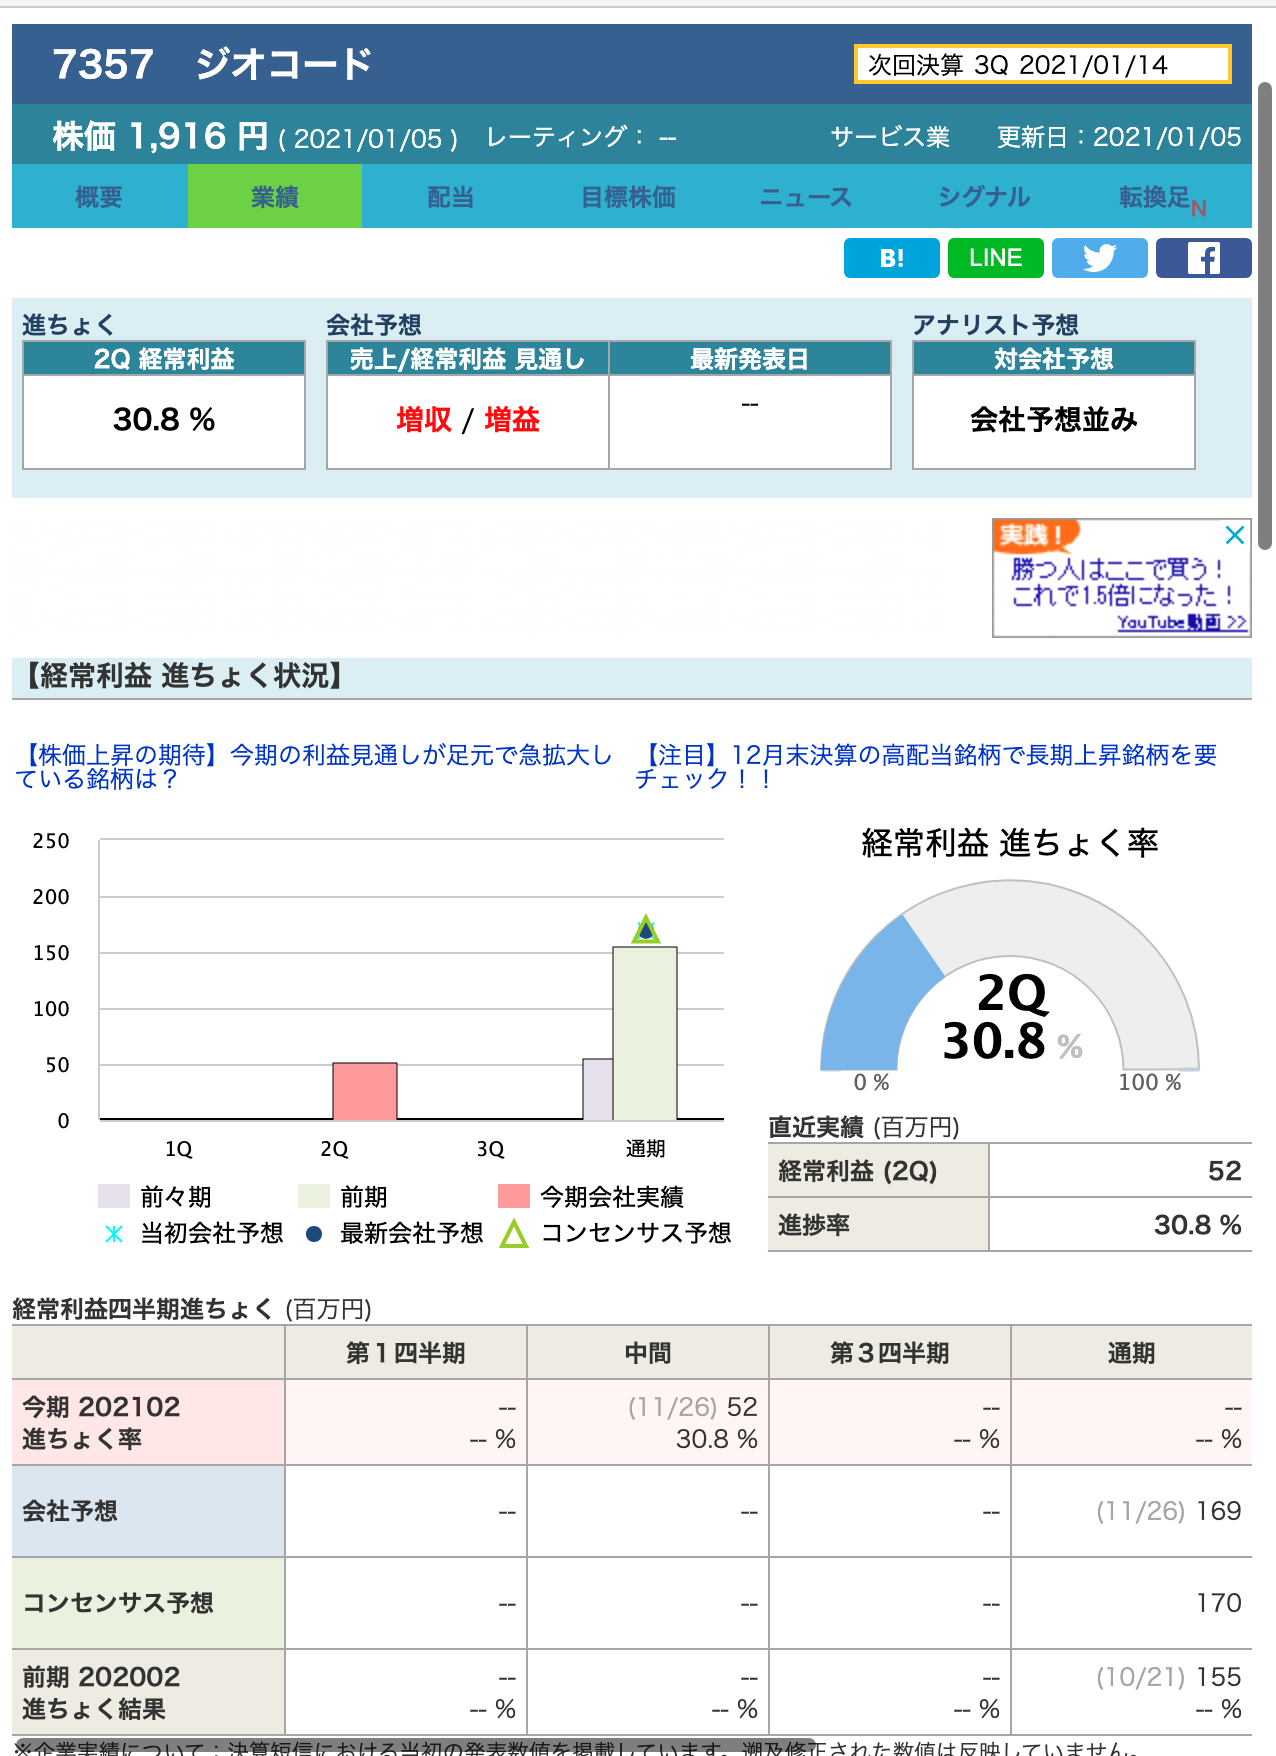 7357 ジオコード
次回決算 3Q 2021/01/14
株価 1,916 円 ( 2021/01/05 ) レーティング： -- サービス業 更新日：2021/01/05
概要 業績 配当 目標株価 ニュース シグナル 転換足N
B! LINE
進ちょく 会社予想 アナリスト予想
2Q 経常利益 売上/経常利益 見通し 最新発表日 対会社予想
30.8 % 増収 / 増益 -- 会社予想並み
実践！
勝つ人はここで買う！
これで1.5倍になった！
YouTube動画 >>
【経常利益 進ちょく状況】
【株価上昇の期待】今期の利益見通しが足元で急拡大し
ている銘柄は？
【注目】12月末決算の高配当銘柄で長期上昇銘柄を要
チェック！！
250
200
150
100
50
0
1Q 2Q 3Q 通期
前々期 前期 今期会社実績
当初会社予想 最新会社予想 コンセンサス予想
経常利益 進ちょく率
2Q
30.8 %
0 % 100 %
直近実績 (百万円)
経常利益 (2Q) 52
進捗率 30.8 %
経常利益四半期進ちょく (百万円)
第１四半期 中間 第３四半期 通期
今期 202102 -- (11/26) 52 -- --
進ちょく率 -- % 30.8 % -- % -- %
会社予想 -- -- -- (11/26) 169
コンセンサス予想 -- -- -- 170
前期 202002 -- -- -- (10/21) 155
進ちょく結果 -- % -- % -- % -- %
※企業実績について：決算短信における当初の発表数値を掲載しています。遡及修正された数値は反映していません。